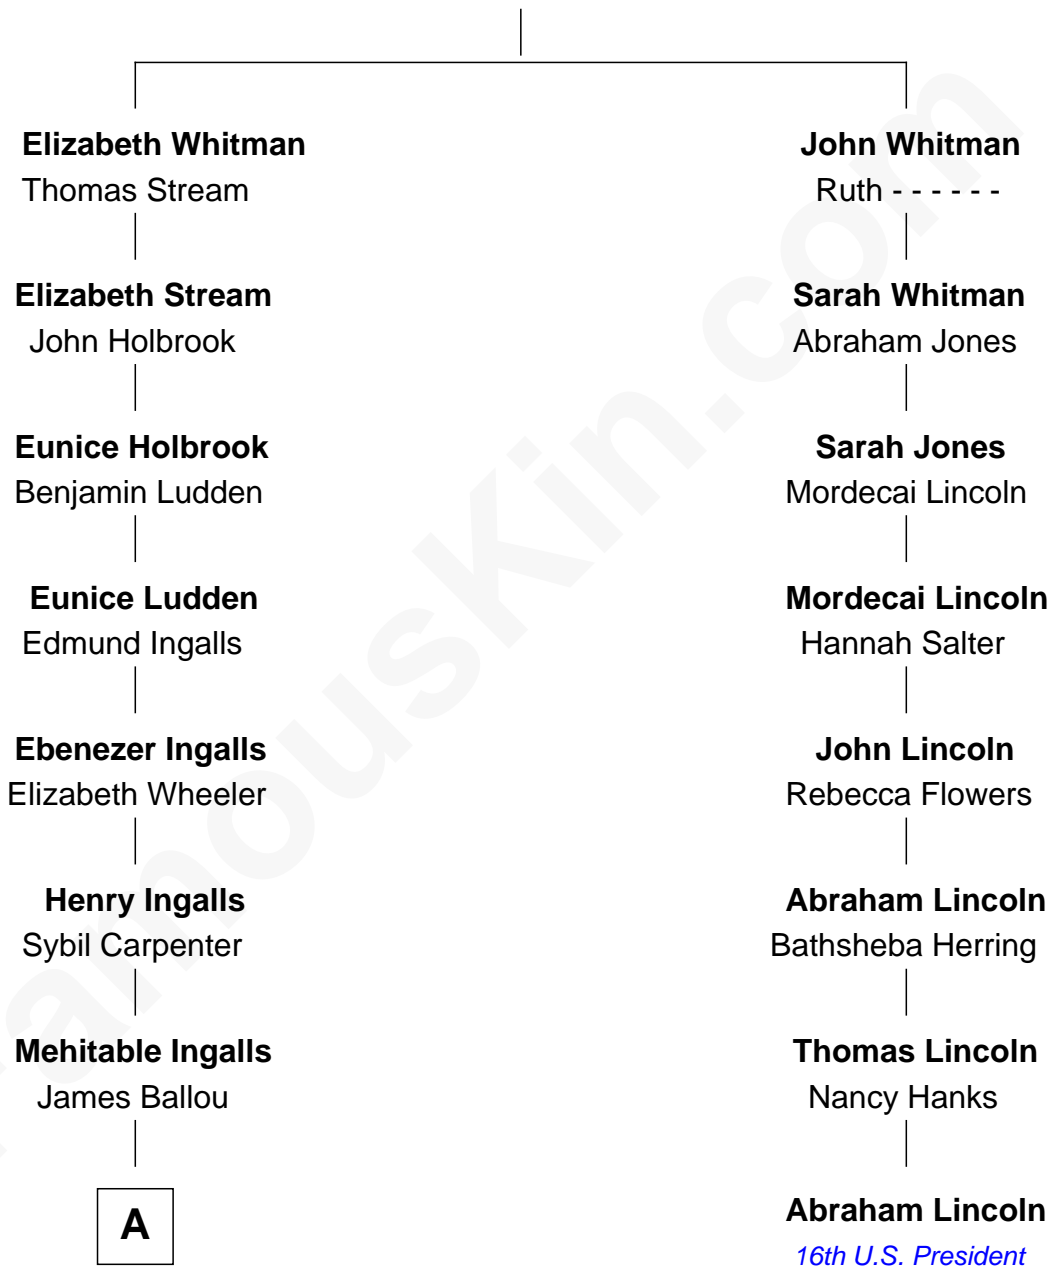 Elizabeth Whitman
Thomas Stream
Elizabeth Stream
John Holbrook
Eunice Holbrook
Benjamin Ludden
Eunice Ludden
Edmund Ingalls
Ebenezer Ingalls
Elizabeth Wheeler
Henry Ingalls
Sybil Carpenter
Mehitable Ingalls
James Ballou
A
John Whitman
Ruth - - - - - -
Sarah Whitman
Abraham Jones
Sarah Jones
Mordecai Lincoln
Mordecai Lincoln
Hannah Salter
John Lincoln
Rebecca Flowers
Abraham Lincoln
Bathsheba Herring
Thomas Lincoln
Nancy Hanks
Abraham Lincoln
16th U.S. President
FamousKin.com